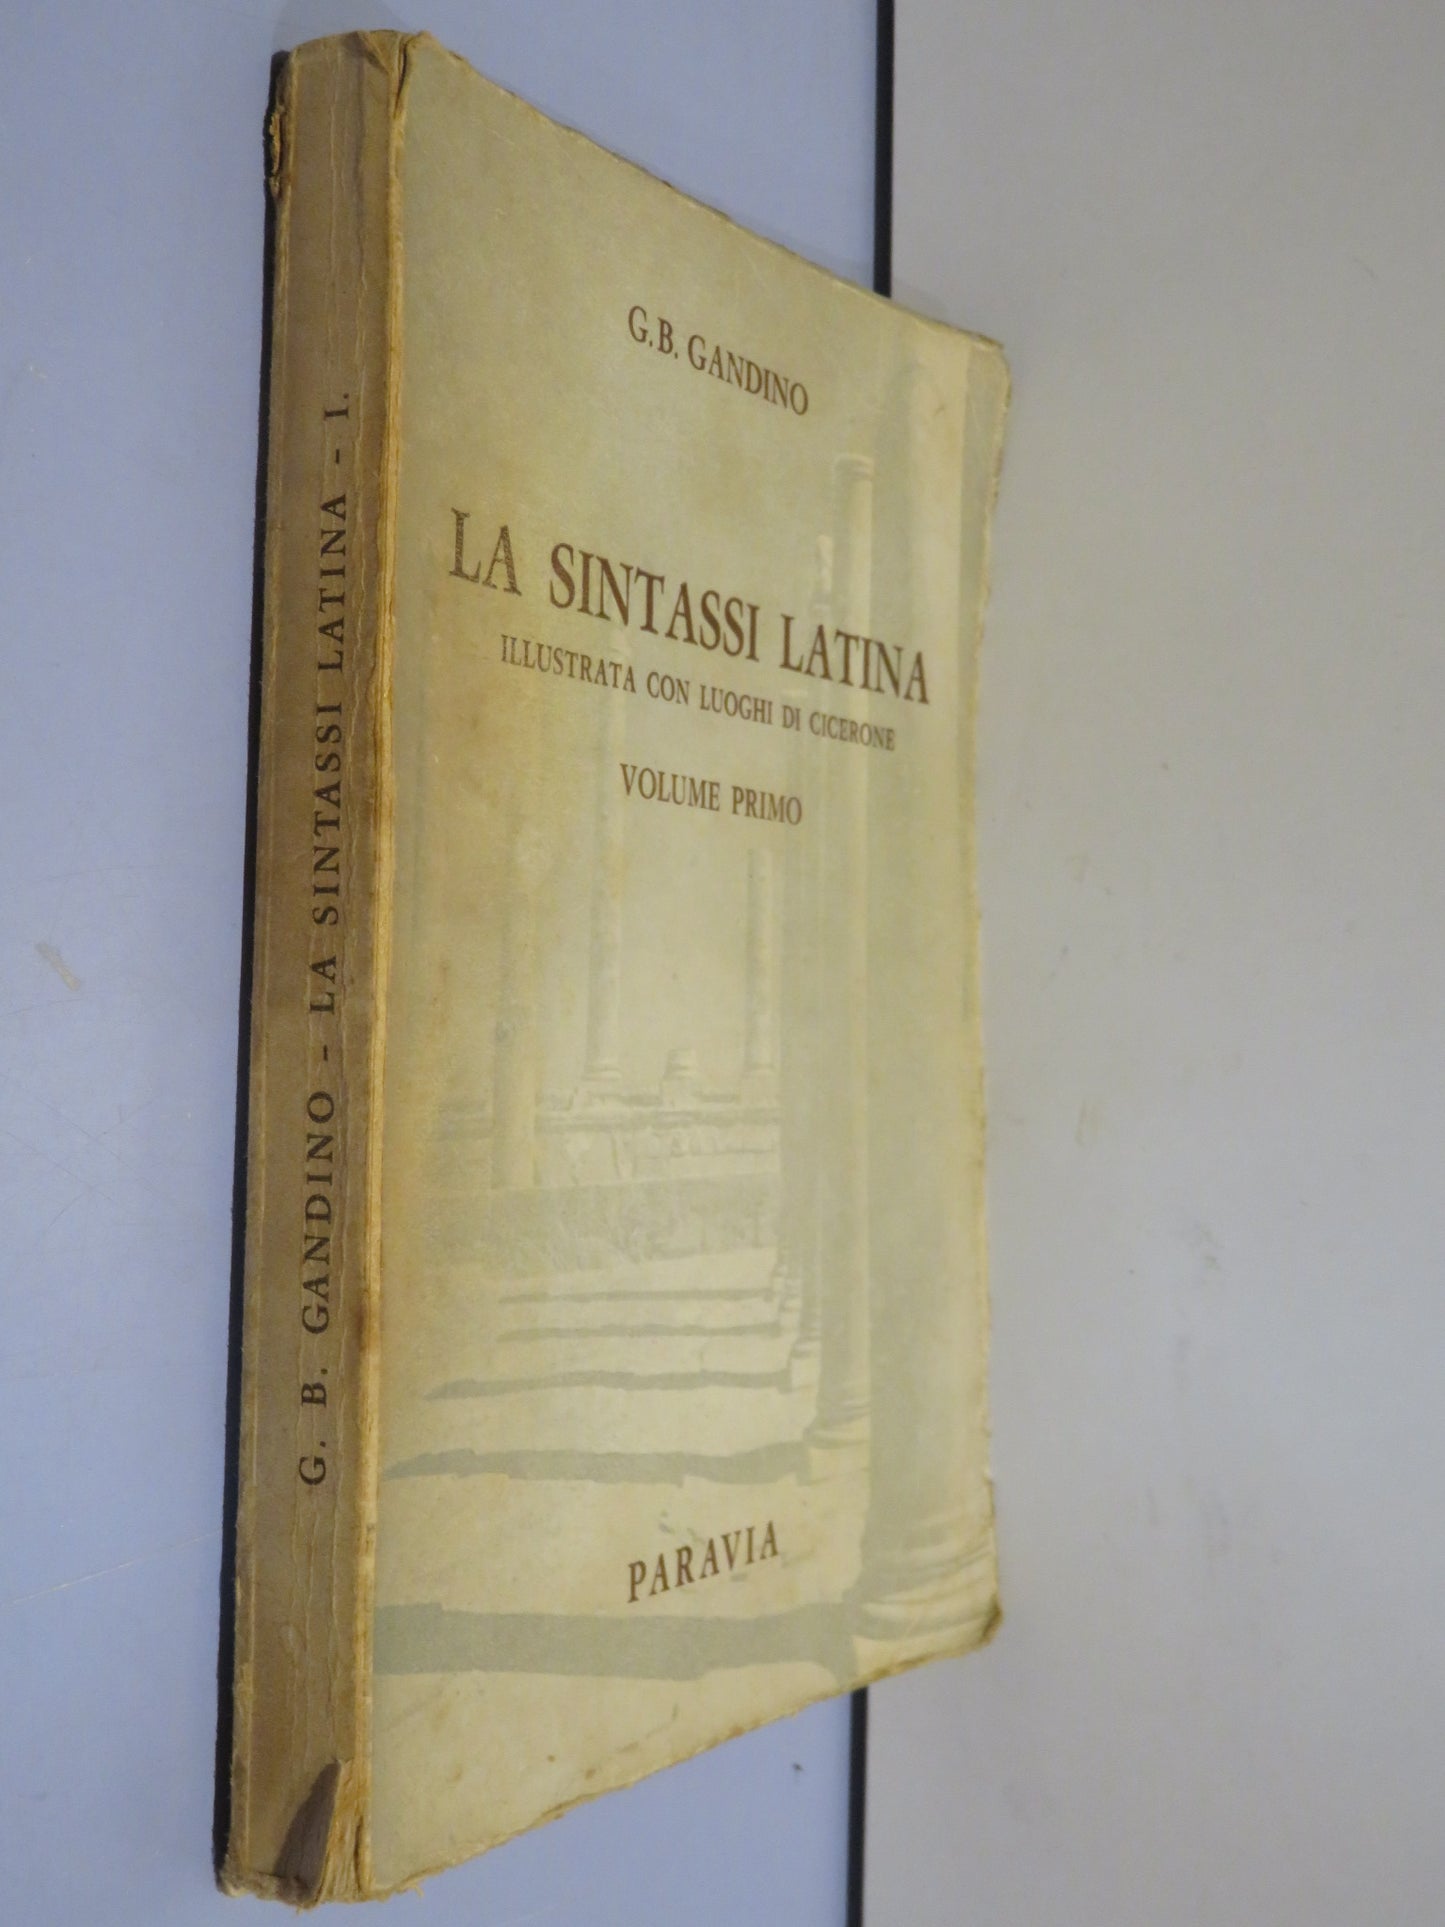 G. B. GANDINO - LA SINTASSI LATINA - I.
G.B. GANDINO
LA SINTASSI LATINA
ILLUSTRATA CON LUOGHI DI CICERONE
VOLUME PRIMO
PARAVIA